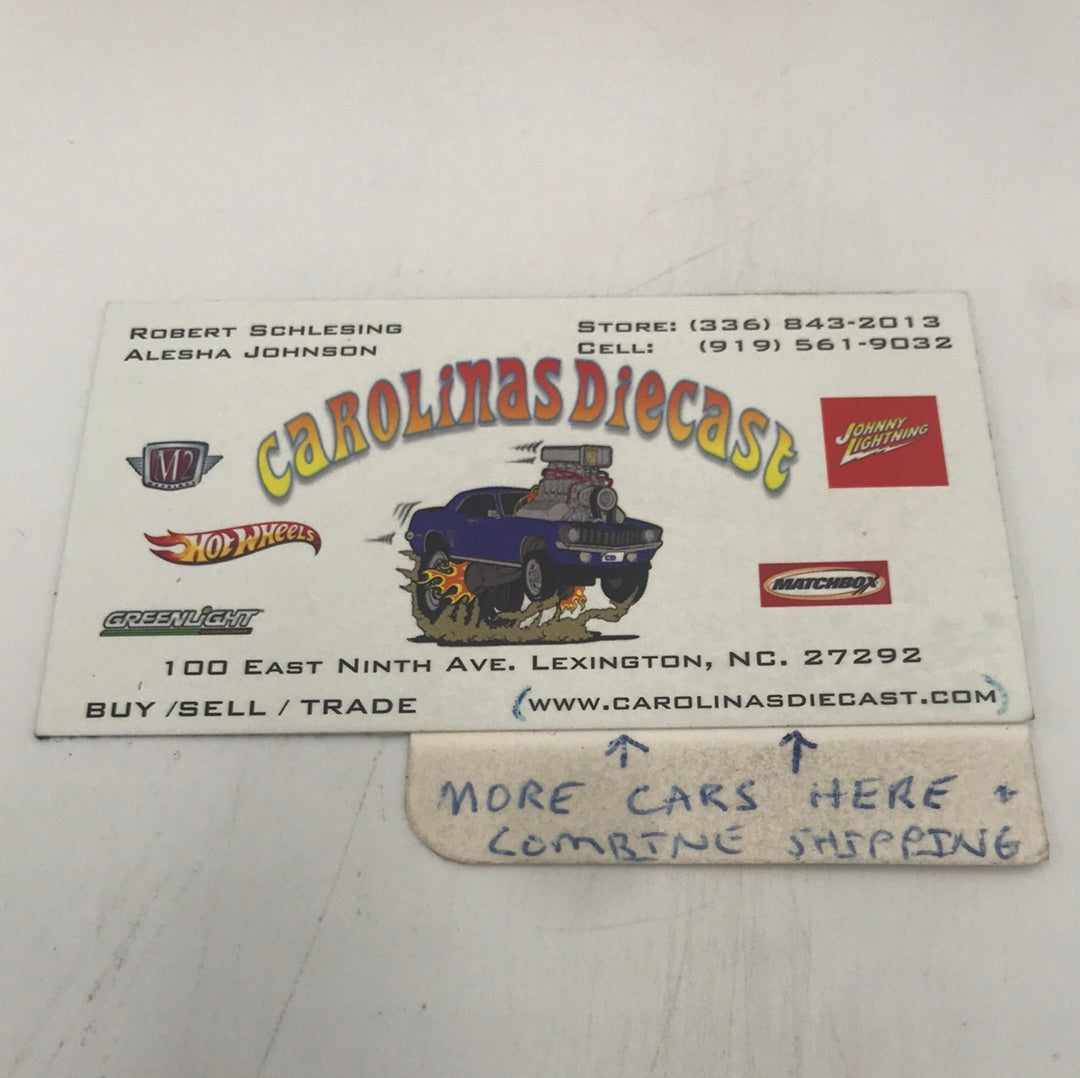 ROBERT SCHLESING
ALESHA JOHNSON
STORE: (336) 843-2013
CELL: (919) 561-9032
CAROLINAS DIECAST
M2
JOHNNY
LIGHTNING
HOT WHEELS
MATCHBOX
GREENLIGHT
100 EAST NINTH AVE. LEXINGTON, NC. 27292
BUY /SELL / TRADE
(WWW.CAROLINASDIECAST.COM)
MORE CARS HERE +
COMBINE SHIPPING